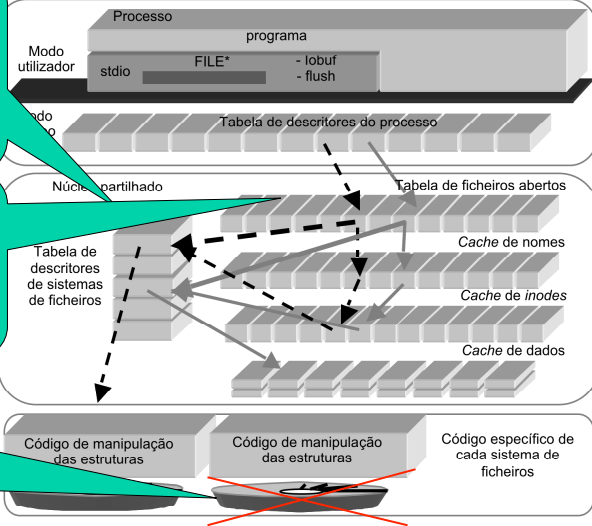 Processo
programa
Modo
utilizador
stdio
FILE*
- Iobuf
- flush
Tabela de descritores do processo
Núcleo partilhado
Tabela de ficheiros abertos
Cache de nomes
Tabela de
descritores
de sistemas
de ficheiros
Cache de inodes
Cache de dados
Código de manipulação
das estruturas
Código de manipulação
das estruturas
Código específico de
cada sistema de
ficheiros